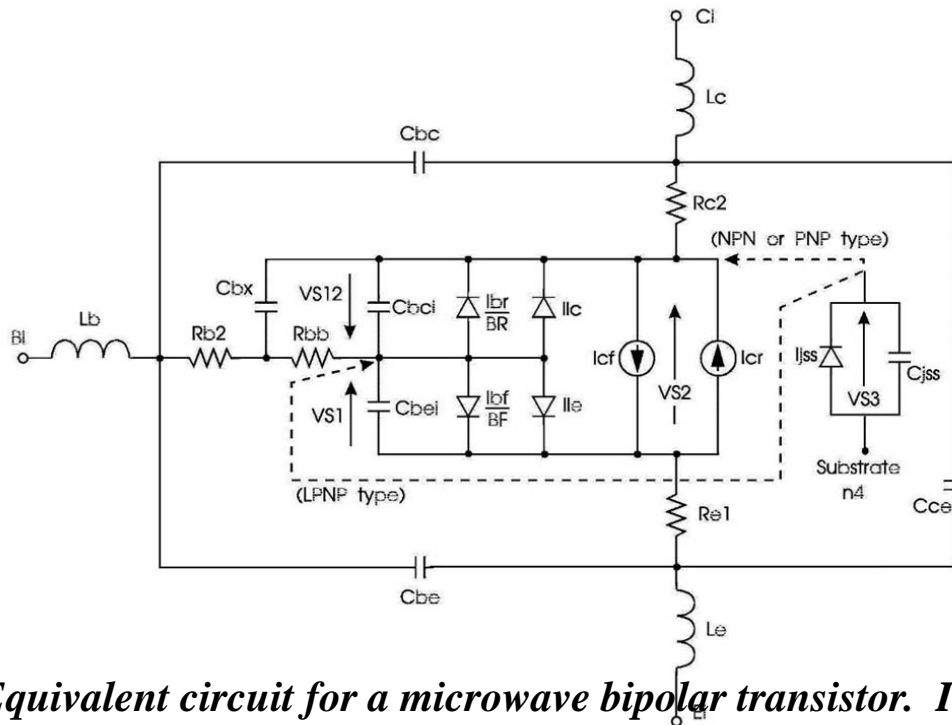 Ci
Lc
Cbc
Rc2
(NPN or PNP type)
Cbx
VS12
Cbci
Ibr
BR
Ilc
Lb
Bi
Rb2
Rbb
Icf
VS2
Icr
Ijss
VS3
Cjss
VS1
Cbei
Ibf
BF
Ile
Substrate
n4
(LPNP type)
Re1
Cce
Cbe
Le
Equivalent circuit for a microwave bipolar transistor. I